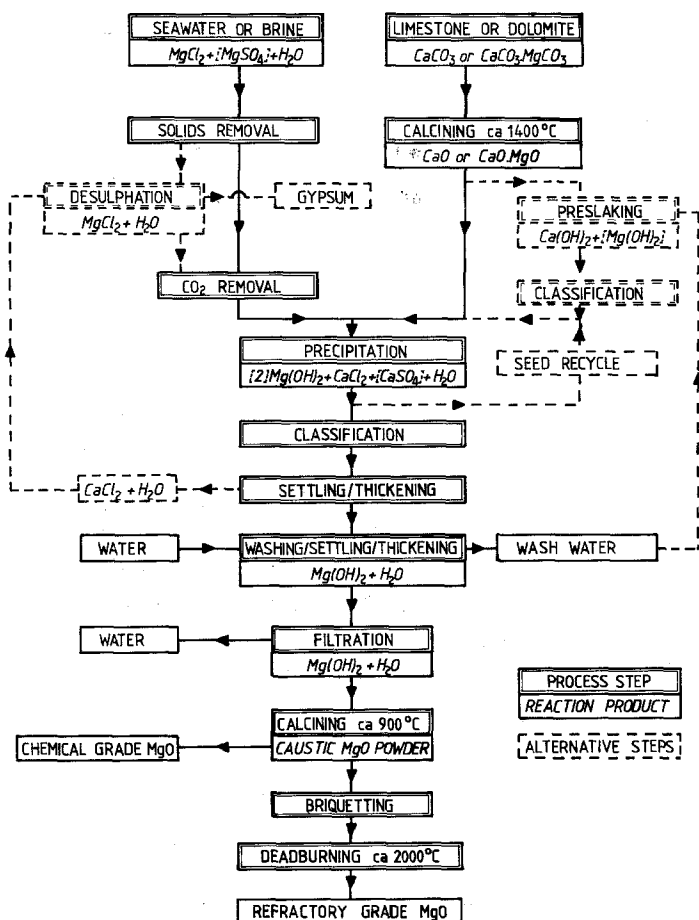 SEAWATER OR BRINE
MgCl₂+[MgSO₄]+H₂O
LIMESTONE OR DOLOMITE
CaCO₃ or CaCO₃.MgCO₃
SOLIDS REMOVAL
CALCINING ca 1400°C
CaO or CaO.MgO
DESULPHATION
MgCl₂ + H₂O
GYPSUM
PRESLAKING
Ca(OH)₂+[Mg(OH)₂]
CO₂ REMOVAL
CLASSIFICATION
PRECIPITATION
[2]Mg(OH)₂+CaCl₂+[CaSO₄]+H₂O
SEED RECYCLE
CLASSIFICATION
CaCl₂ + H₂O
SETTLING/THICKENING
WATER
WASHING/SETTLING/THICKENING
Mg(OH)₂ + H₂O
WASH WATER
WATER
FILTRATION
Mg(OH)₂ + H₂O
PROCESS STEP
REACTION PRODUCT
CHEMICAL GRADE MgO
CALCINING ca 900°C
CAUSTIC MgO POWDER
ALTERNATIVE STEPS
BRIQUETTING
DEADBURNING ca 2000°C
REFRACTORY GRADE MgO